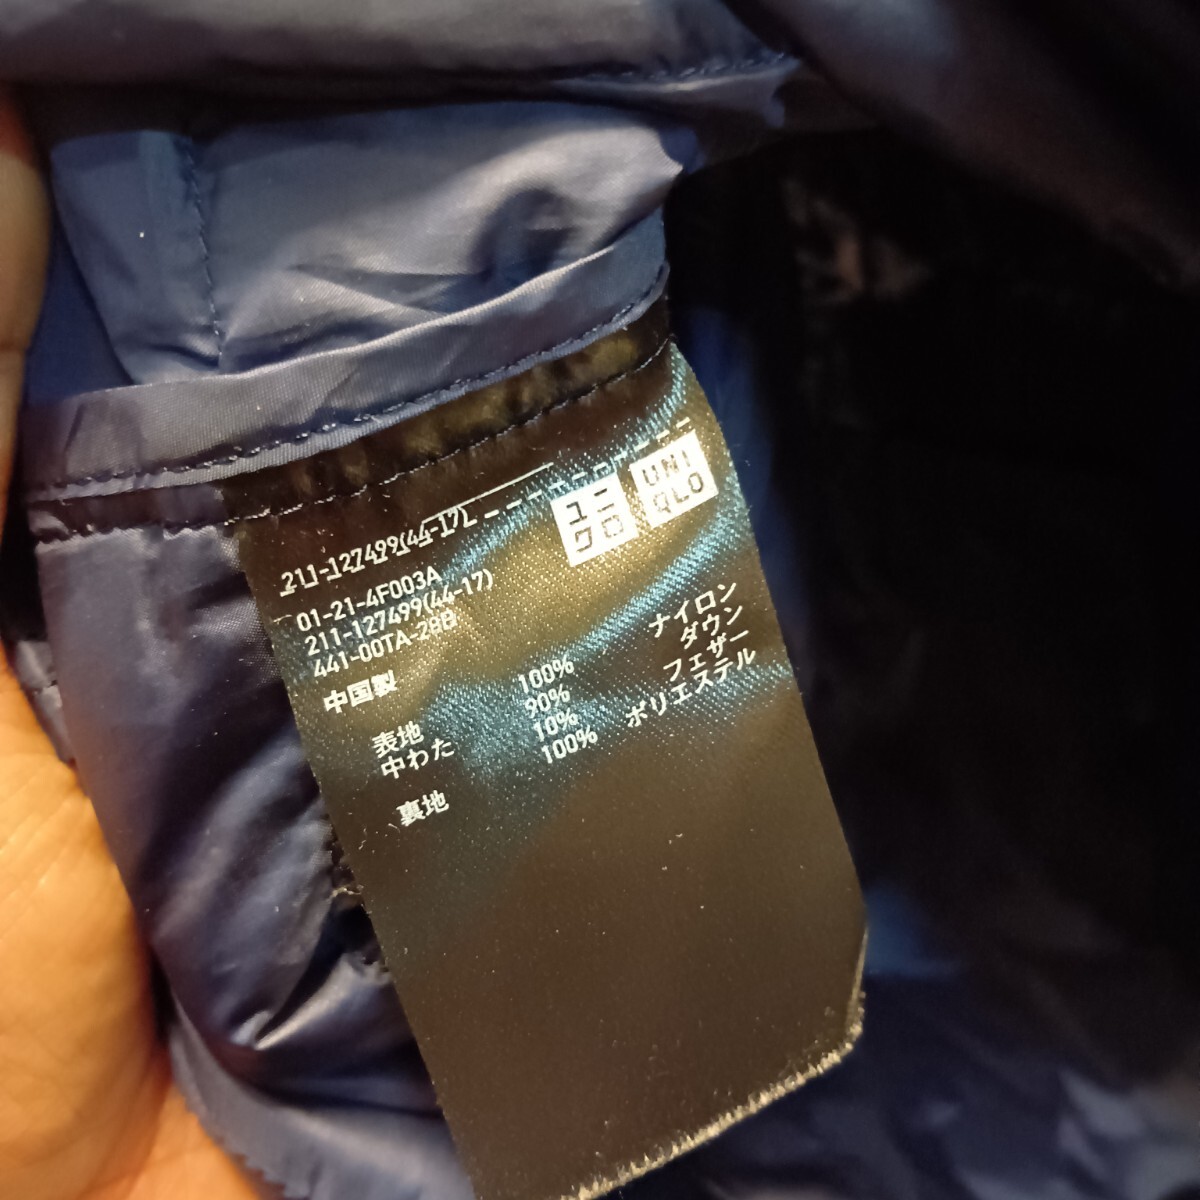 211-127499(44-17)
ユニ
クロ
UNI
QLO
01-21-4F003A
211-127499(44-17)
441-00TA-28B
中国製
表地 100% ナイロン
中わた 90% ダウン
10% フェザー
裏地 100% ポリエステル